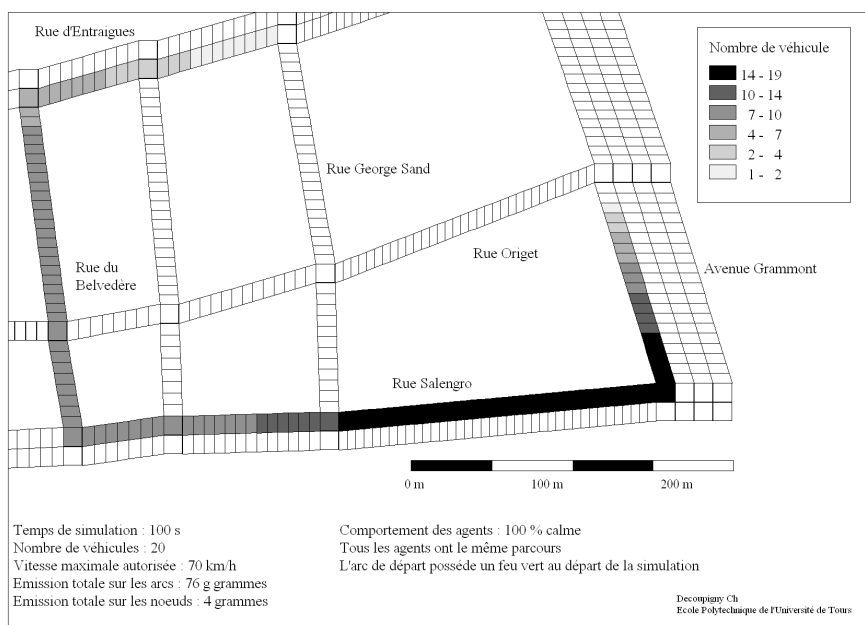 Rue d'Entraigues
Nombre de véhicule
14 - 19
10 - 14
7 - 10
4 - 7
2 - 4
1 - 2
Rue George Sand
Rue Origet
Avenue Grammont
Rue du
Belvedère
Rue Salengro
0 m 100 m 200 m
Temps de simulation : 100 s
Nombre de véhicules : 20
Vitesse maximale autorisée : 70 km/h
Emission totale sur les arcs : 76 g grammes
Emission totale sur les noeuds : 4 grammes
Comportement des agents : 100 % calme
Tous les agents ont le même parcours
L'arc de départ posséde un feu vert au départ de la simulation
Decoupigny Ch
Ecole Polytechnique de l'Université de Tours